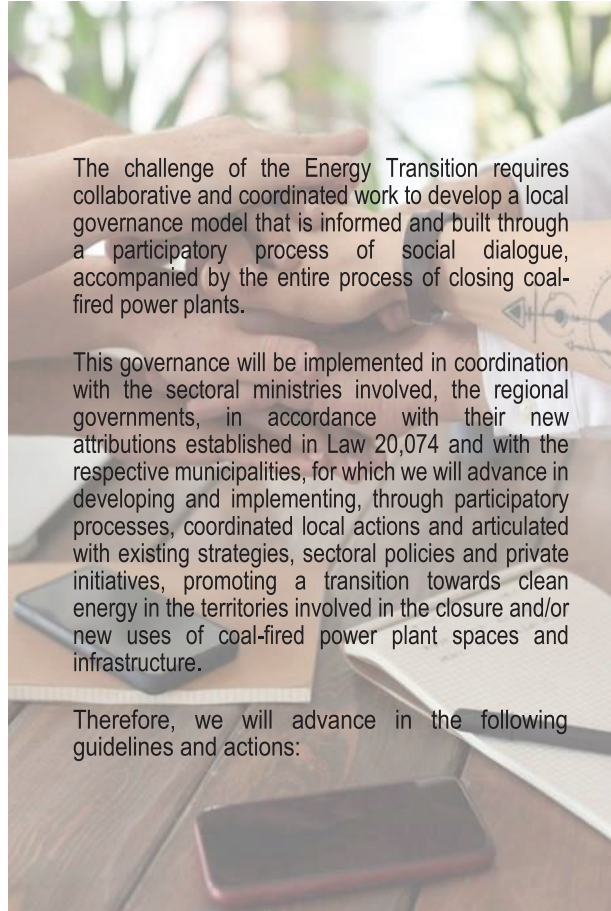 The challenge of the Energy Transition requires
collaborative and coordinated work to develop a local
governance model that is informed and built through
a participatory process of social dialogue,
accompanied by the entire process of closing coal-
fired power plants.
This governance will be implemented in coordination
with the sectoral ministries involved, the regional
governments, in accordance with their new
attributions established in Law 20,074 and with the
respective municipalities, for which we will advance in
developing and implementing, through participatory
processes, coordinated local actions and articulated
with existing strategies, sectoral policies and private
initiatives, promoting a transition towards clean
energy in the territories involved in the closure and/or
new uses of coal-fired power plant spaces and
infrastructure.
Therefore, we will advance in the following
guidelines and actions: